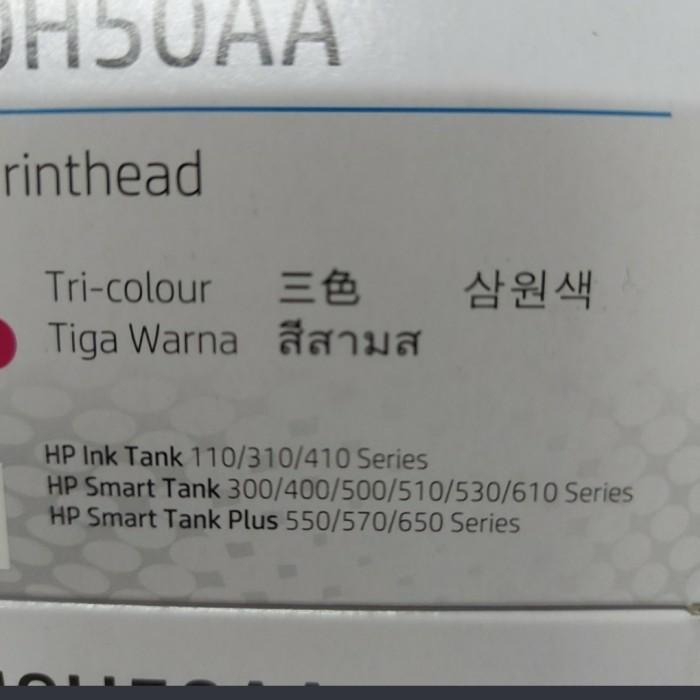 H50AA
rinthead
Tri-colour 三色 삼원색
Tiga Warna สีสามส
HP Ink Tank 110/310/410 Series
HP Smart Tank 300/400/500/510/530/610 Series
HP Smart Tank Plus 550/570/650 Series